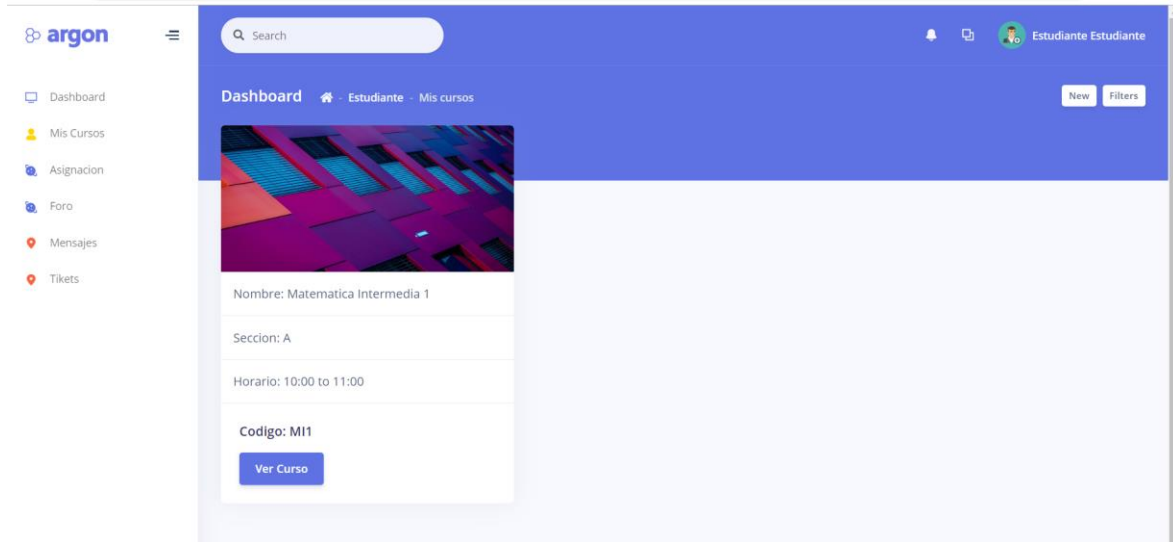 argon
Search
Estudiante Estudiante
Dashboard
Mis Cursos
Asignacion
Foro
Mensajes
Tikets
Dashboard - Estudiante - Mis cursos
New Filters
Nombre: Matematica Intermedia 1
Seccion: A
Horario: 10:00 to 11:00
Codigo: MI1
Ver Curso